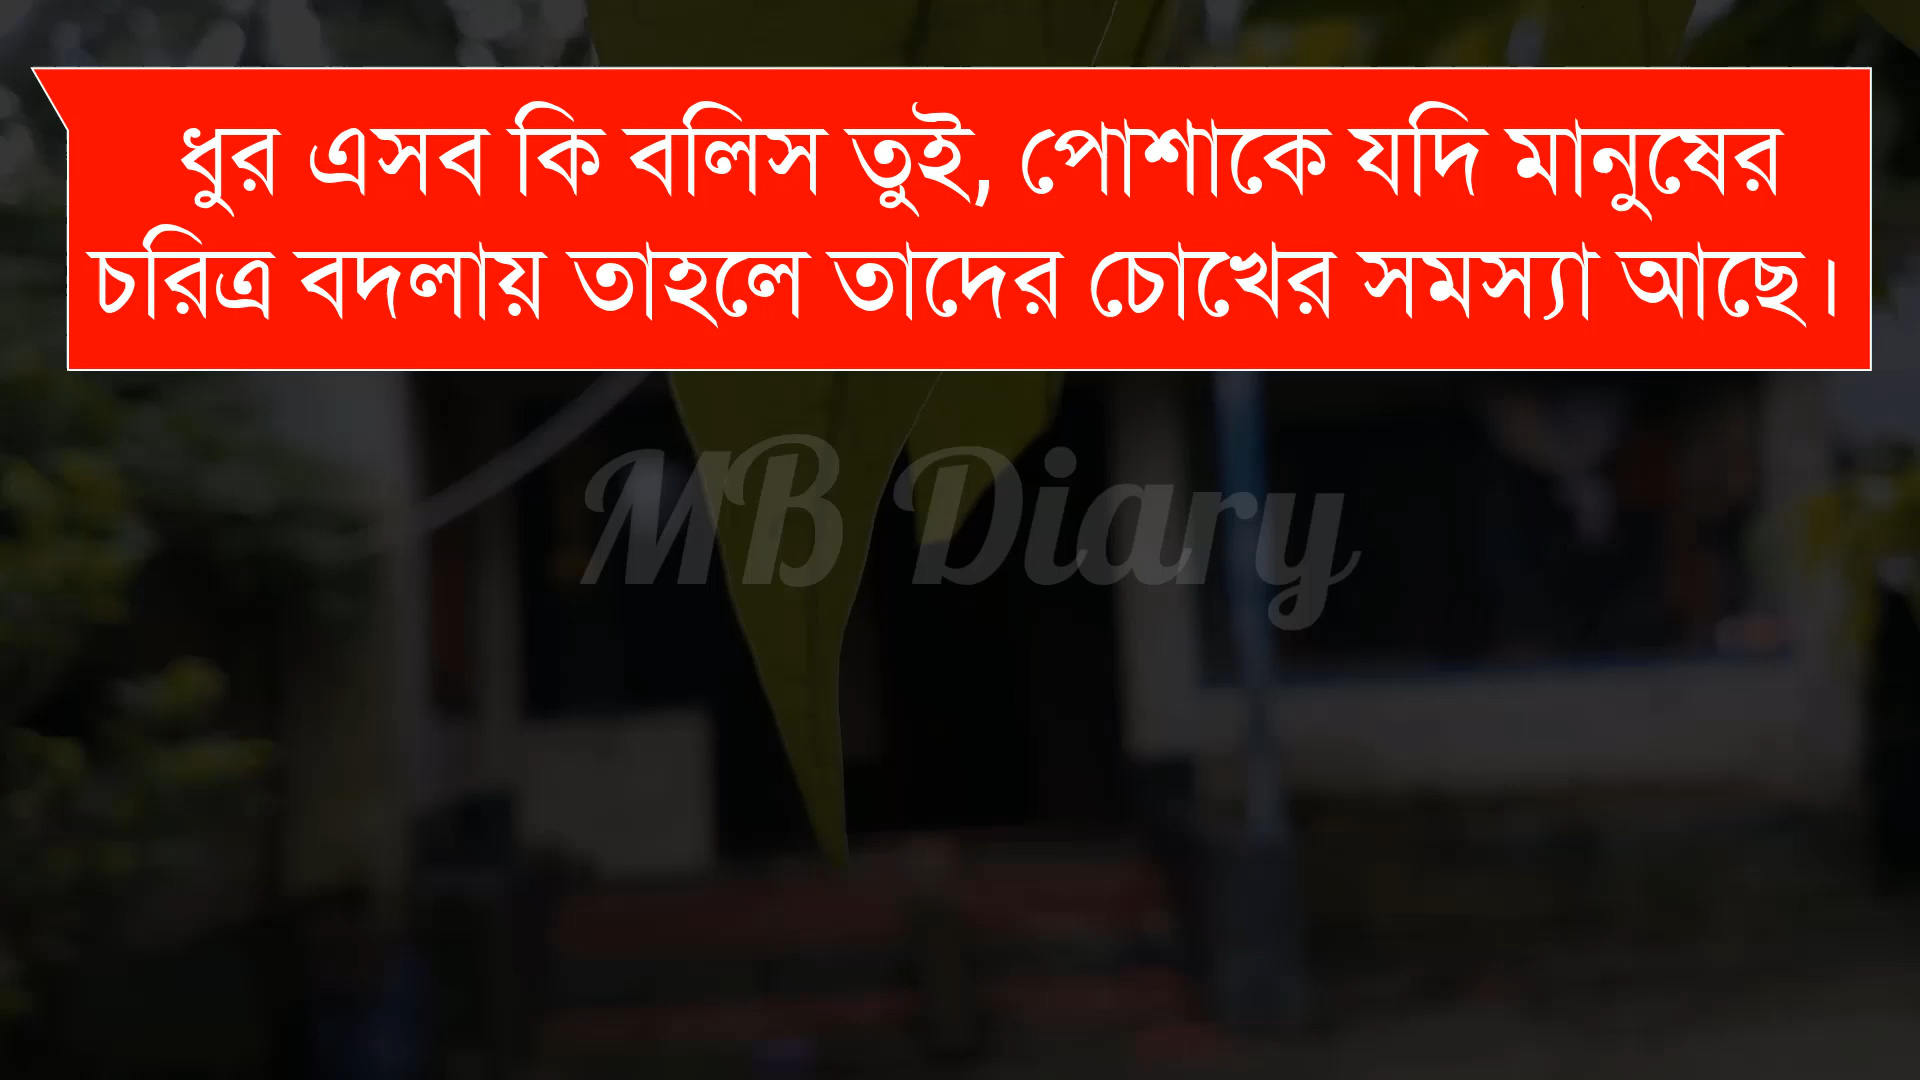 ধুর এসব কি বলিস তুই, পোশাকে যদি মানুষের
চরিত্র বদলায় তাহলে তাদের চোখের সমস্যা আছে।
MB Diary